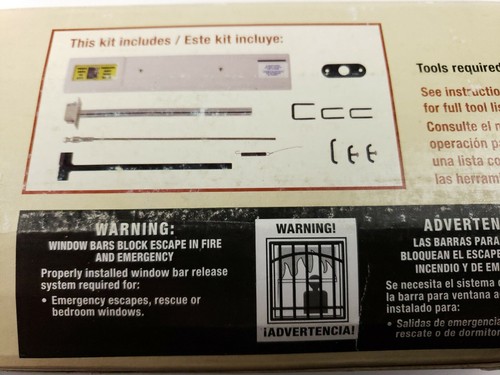 This kit includes / Este kit incluye:
Tools required
See instructio
for full tool lis
Consulte el m
operación pa
una lista co
las herram
WARNING:
WINDOW BARS BLOCK ESCAPE IN FIRE
AND EMERGENCY
Properly installed window bar release
system required for:
• Emergency escapes, rescue or
bedroom windows.
WARNING!
¡ADVERTENCIA!
ADVERTEN
LAS BARRAS PARA
BLOQUEAN EL ESCAPE
INCENDIO Y DE EM
Se necesita el sistema d
la barra para ventana a
instalado para:
• Salidas de emergencia
rescate o de dormitor